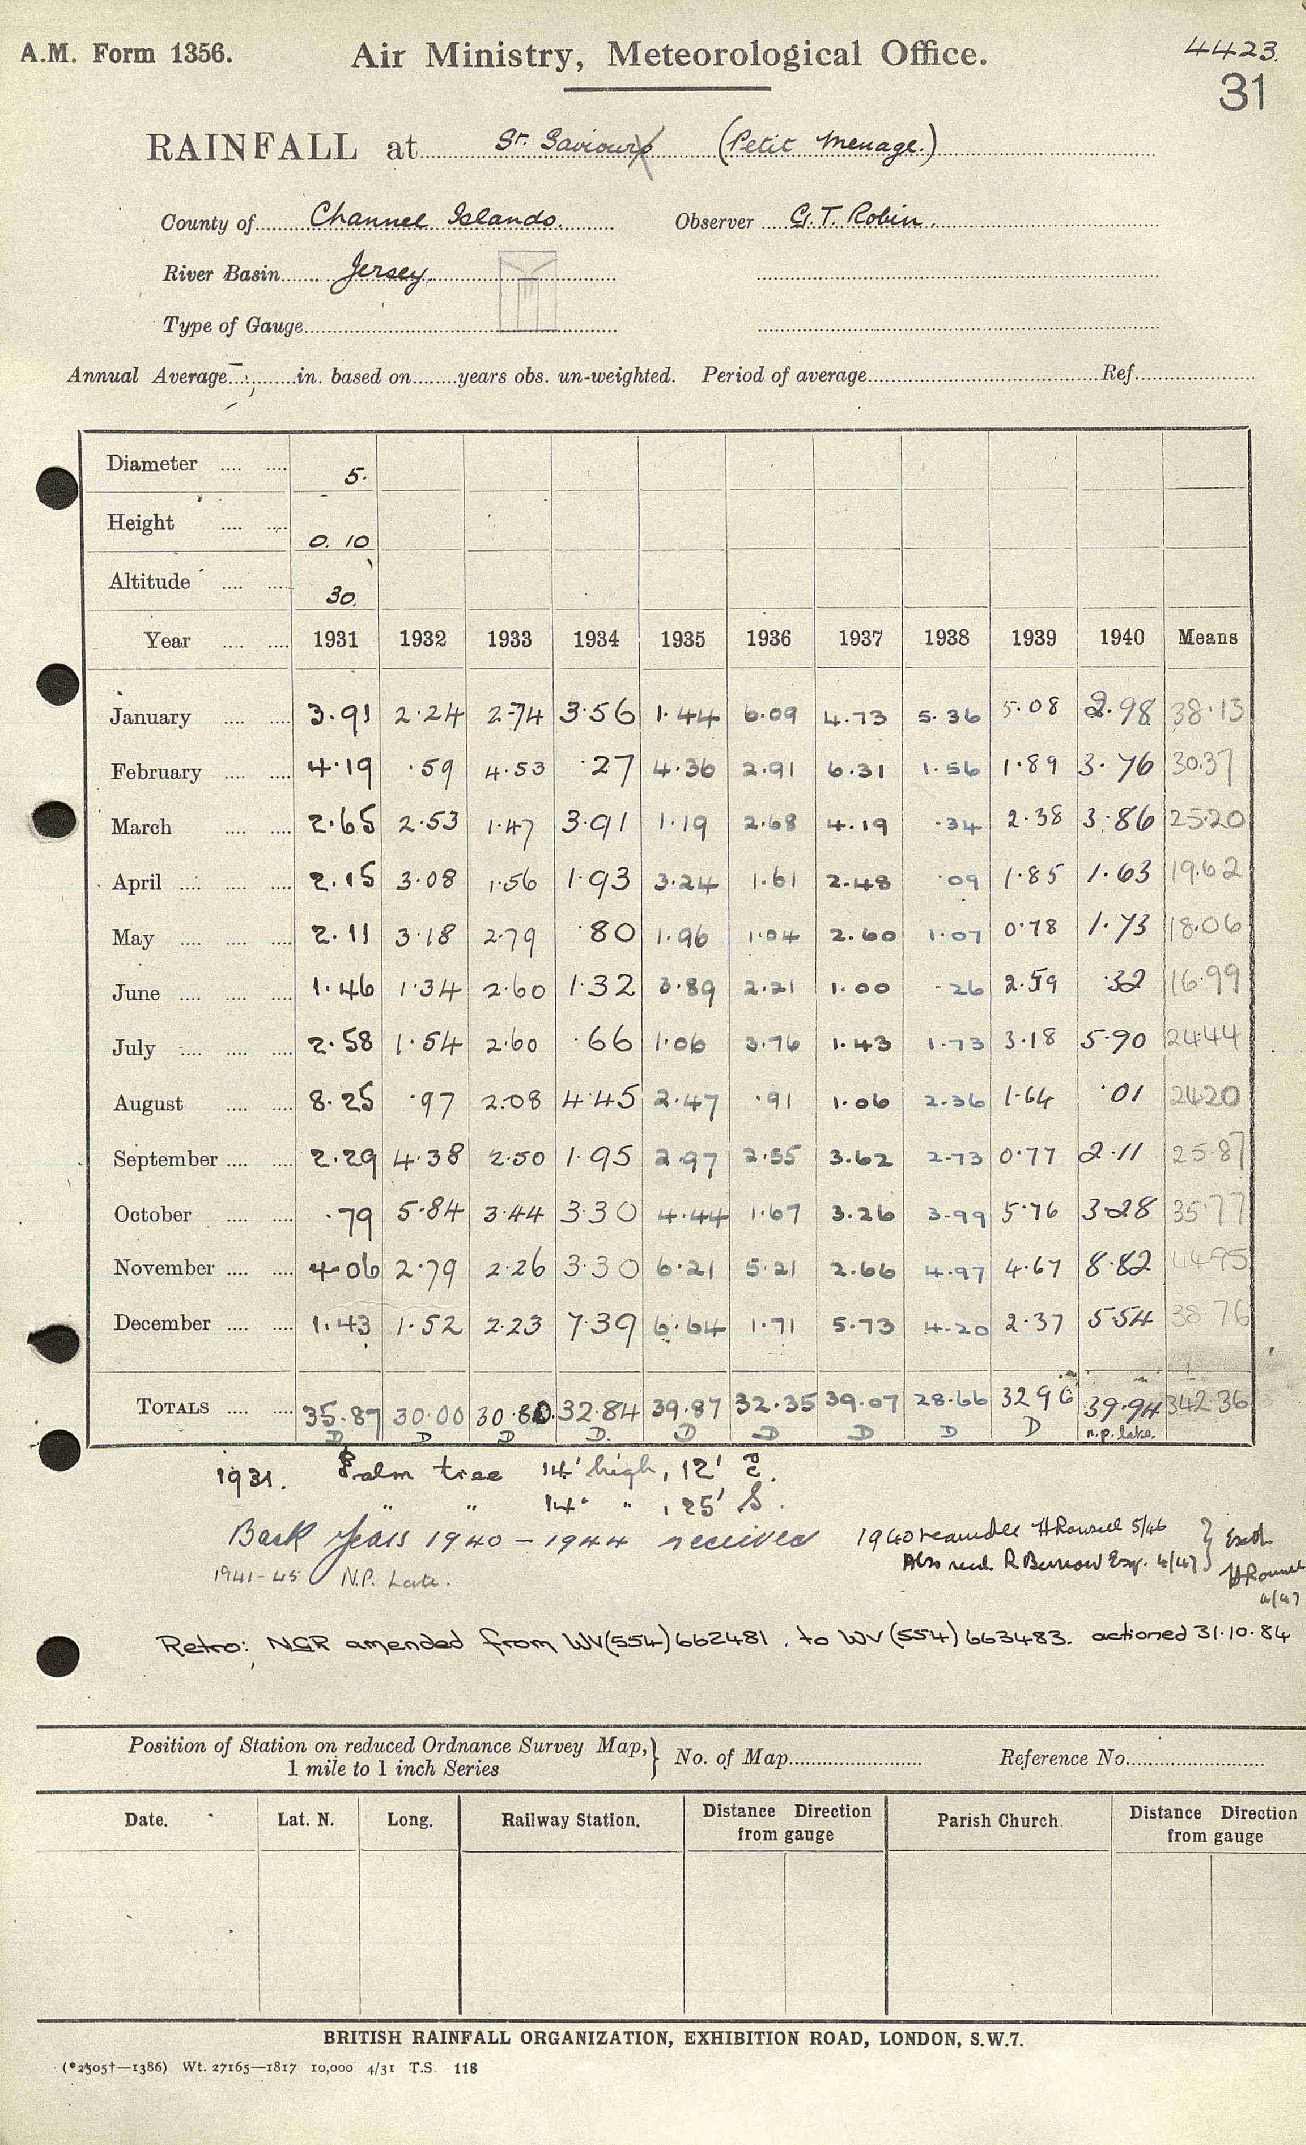 A.M. Form 1356. Air Ministry, Meteorological Office. 4423.
31
RAINFALL at St. Saviours (Petit Menage.)
County of Channel Islands. Observer G. T. Robin.
River Basin Jersey.
Type of Gauge
Annual Average in. based on years obs. un-weighted. Period of average Ref.
Diameter 5.
Height 0.10
Altitude 30
Year 1931 1932 1933 1934 1935 1936 1937 1938 1939 1940 Means
January 3.91 2.24 2.74 3.56 1.44 6.09 4.73 5.36 5.08 2.98 38.13
February 4.19 .59 4.53 .27 4.36 2.91 6.31 1.56 1.89 3.76 30.37
March 2.65 2.53 1.47 3.91 1.19 2.68 4.19 .34 2.38 3.86 25.20
April 2.15 3.08 1.56 1.93 3.24 1.61 2.48 .09 1.85 1.63 19.62
May 2.11 3.18 2.79 .80 1.96 1.04 2.60 1.07 0.78 1.73 18.06
June 1.46 1.34 2.60 1.32 3.89 2.21 1.00 .26 2.59 .32 16.99
July 2.58 1.54 2.60 .66 1.06 3.76 1.43 1.73 3.18 5.90 24.44
August 8.25 .97 2.08 4.45 2.47 .91 1.06 2.36 1.64 .01 24.20
September 2.29 4.38 2.50 1.95 2.97 2.55 3.62 2.73 0.77 2.11 25.87
October .79 5.84 3.44 3.30 4.44 1.67 3.26 3.99 5.76 3.28 35.77
November 4.06 2.79 2.26 3.30 6.21 5.21 2.66 4.97 4.67 8.82 44.95
December 1.43 1.52 2.23 7.39 6.64 1.71 5.73 4.20 2.37 5.54 38.76
TOTALS 35.87 30.00 30.80 32.84 39.87 32.35 39.07 28.66 32.96 39.94 342.36
D D D D. D D D D D n.p. late.
1931. Palm tree 14' high, 12' E.
" " 14' " , 25' S.
Back years 1940 - 1944 received 1940 H Rowsell 5/46
1941-45 N.P. Late. Also recd. R Burrow Esq. 4/47
4/47
Retro: NGR amended from WV(554)662481. to WV(554)663483. actioned 31.10.84
Position of Station on reduced Ordnance Survey Map, } No. of Map Reference No.
1 mile to 1 inch Series
Date. Lat. N. Long. Railway Station. Distance from gauge Direction Parish Church. Distance from gauge Direction
BRITISH RAINFALL ORGANIZATION, EXHIBITION ROAD, LONDON, S.W.7.
(*2505†—1386) Wt. 27165—1817 10,000 4/31 T.S. 118